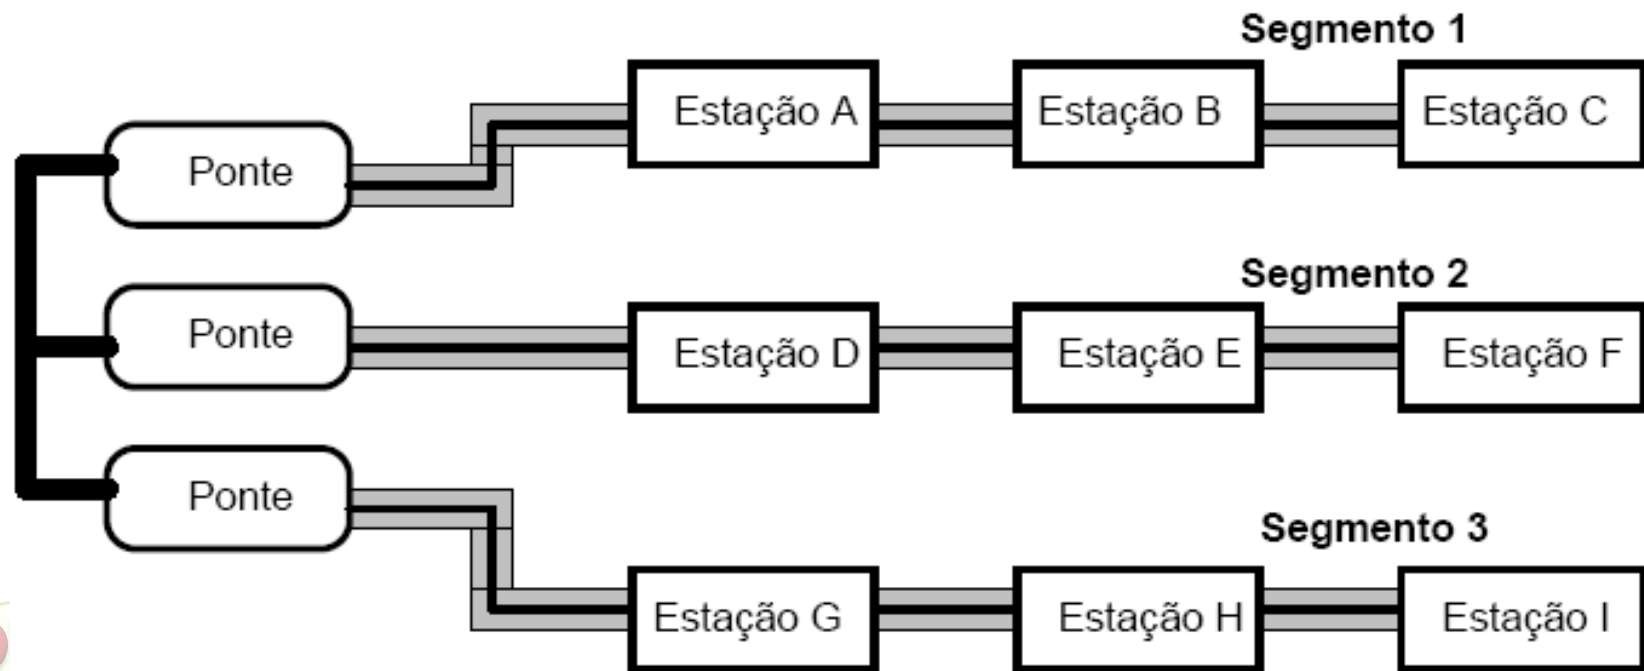 Segmento 1
Ponte
Estação A
Estação B
Estação C
Segmento 2
Ponte
Estação D
Estação E
Estação F
Ponte
Segmento 3
Estação G
Estação H
Estação I